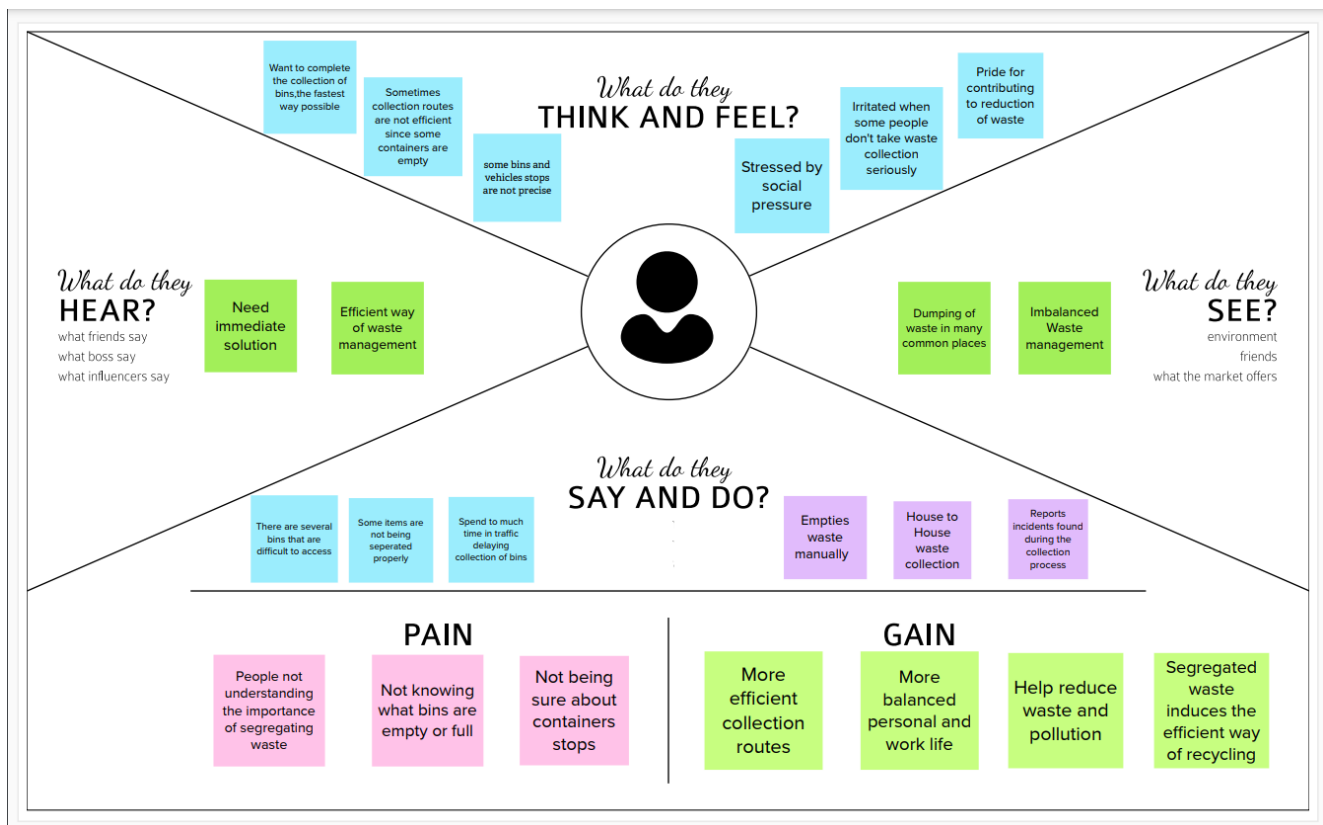 What do they
THINK AND FEEL?
Want to complete
the collection of
bins,the fastest
way possible
Sometimes
collection routes
are not efficient
since some
containers are
empty
some bins and
vehicles stops
are not precise
Stressed by
social
pressure
Irritated when
some people
don't take waste
collection
seriously
Pride for
contributing
to reduction
of waste
What do they
HEAR?
what friends say
what boss say
what influencers say
Need
immediate
solution
Efficient way
of waste
management
Dumping of
waste in many
common places
Imbalanced
Waste
management
What do they
SEE?
environment
friends
what the market offers
What do they
SAY AND DO?
There are several
bins that are
difficult to access
Some items are
not being
seperated
properly
Spend to much
time in traffic
delaying
collection of bins
Empties
waste
manually
House to
House
waste
collection
Reports
incidents found
during the
collection
process
PAIN
People not
understanding
the importance
of segregating
waste
Not knowing
what bins are
empty or full
Not being
sure about
containers
stops
GAIN
More
efficient
collection
routes
More
balanced
personal and
work life
Help reduce
waste and
pollution
Segregated
waste
induces the
efficient way
of recycling